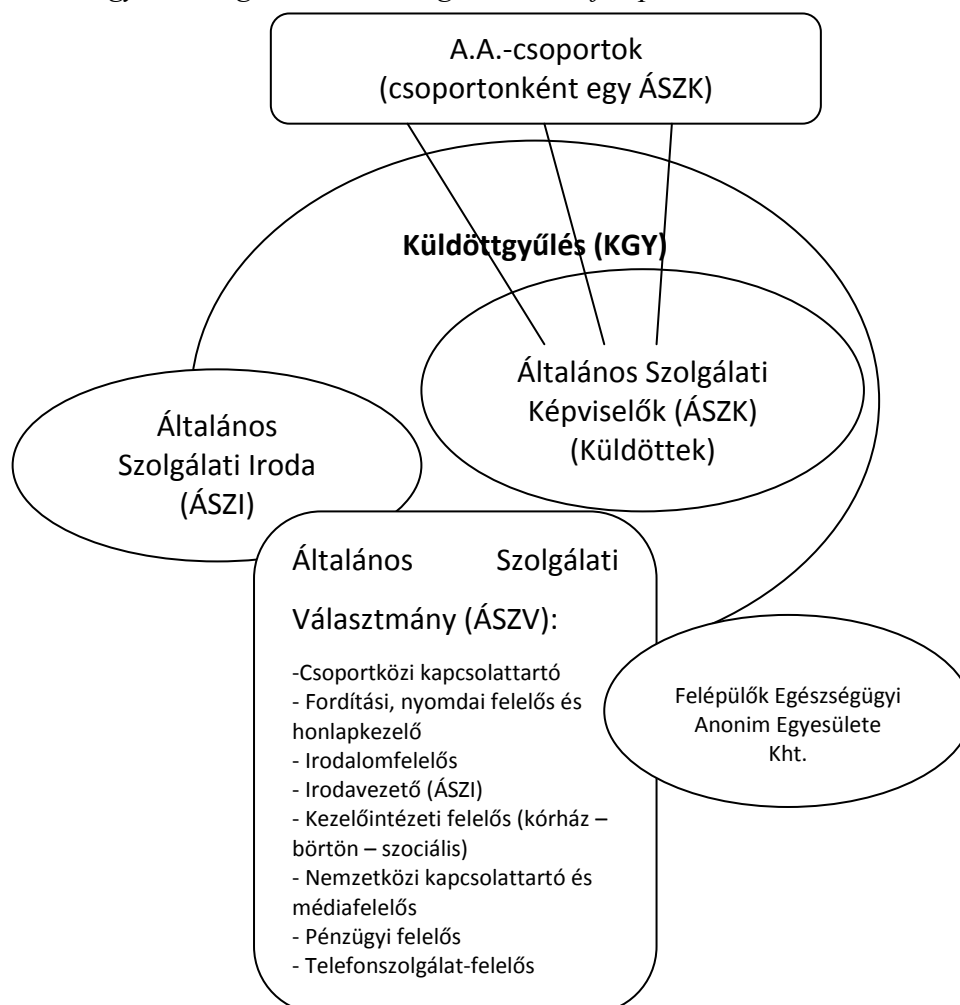 A.A.-csoportok
(csoportonként egy ÁSZK)
Küldöttgyűlés (KGY)
Általános Szolgálati
Képviselők (ÁSZK)
(Küldöttek)
Általános
Szolgálati Iroda
(ÁSZI)
Általános Szolgálati
Választmány (ÁSZV):
-Csoportközi kapcsolattartó
- Fordítási, nyomdai felelős és
honlapkezelő
- Irodalomfelelős
- Irodavezető (ÁSZI)
- Kezelőintézeti felelős (kórház –
börtön – szociális)
- Nemzetközi kapcsolattartó és
médiafelelős
- Pénzügyi felelős
- Telefonszolgálat-felelős
Felépülők Egészségügyi
Anonim Egyesülete
Kht.